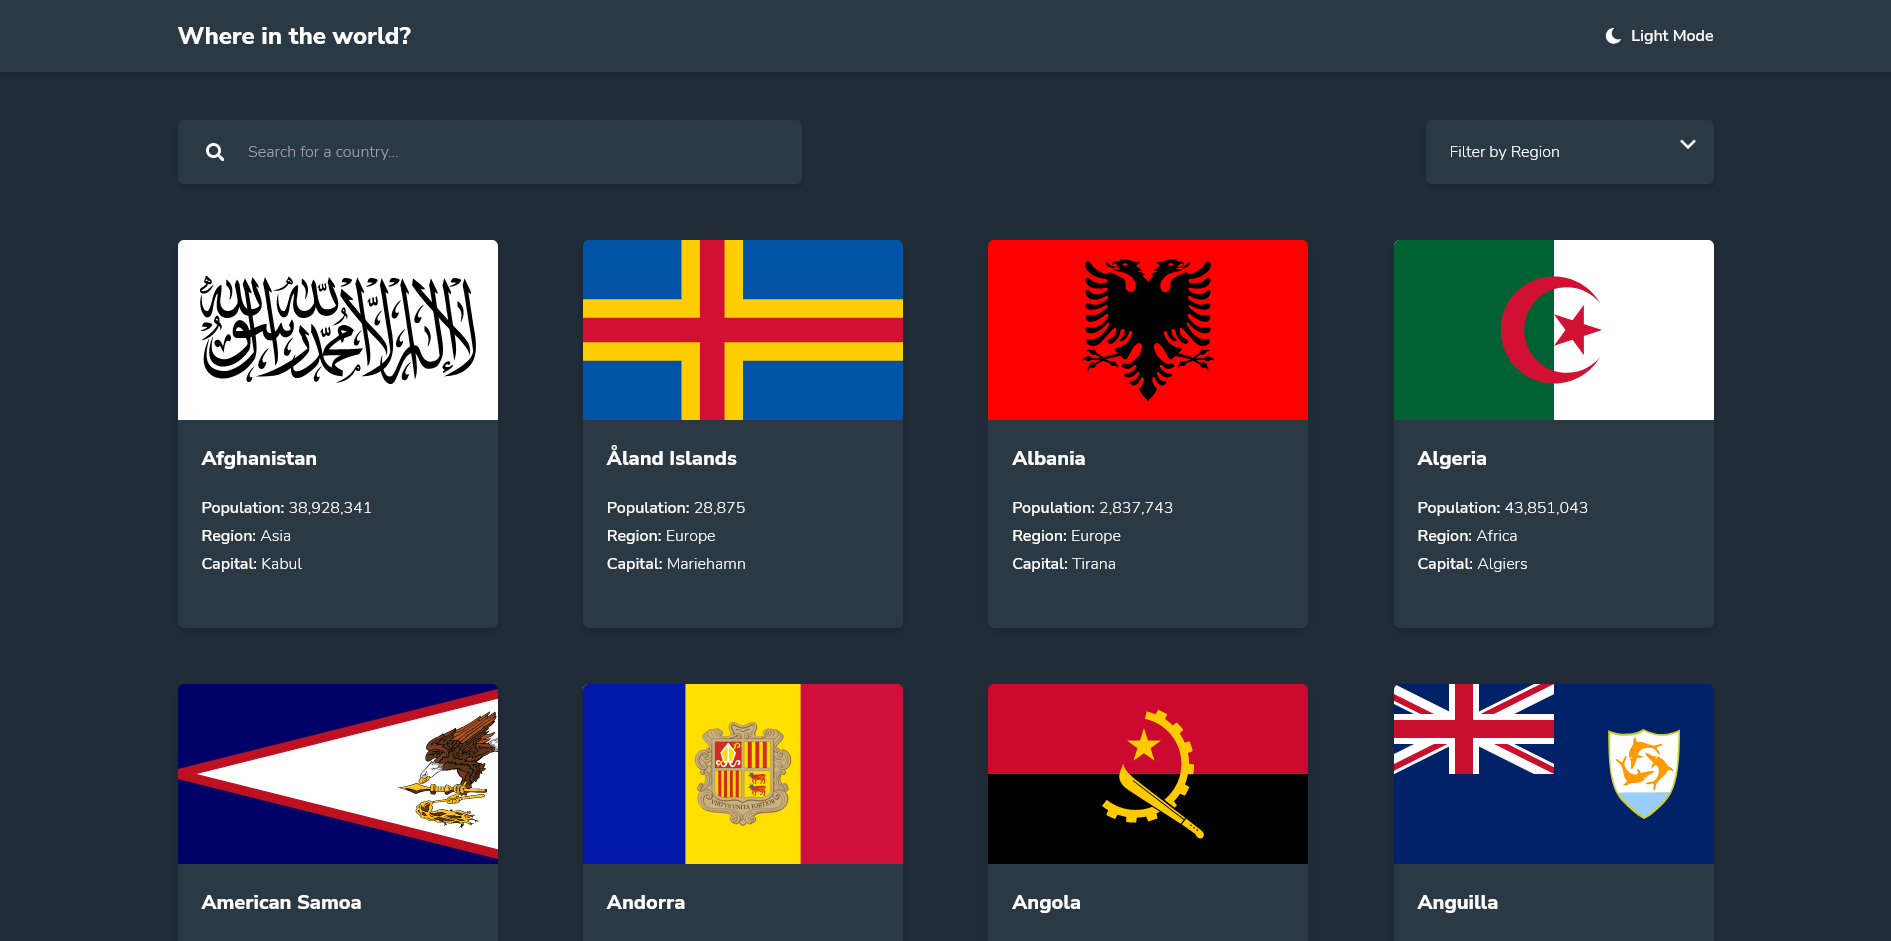 Where in the world?
Light Mode
Search for a country...
Filter by Region
لا إله إلا الله محمد رسول الله
Afghanistan
Population: 38,928,341
Region: Asia
Capital: Kabul
Åland Islands
Population: 28,875
Region: Europe
Capital: Mariehamn
Albania
Population: 2,837,743
Region: Europe
Capital: Tirana
Algeria
Population: 43,851,043
Region: Africa
Capital: Algiers
VIRTVS VNITA FORTIOR
American Samoa
Andorra
Angola
Anguilla